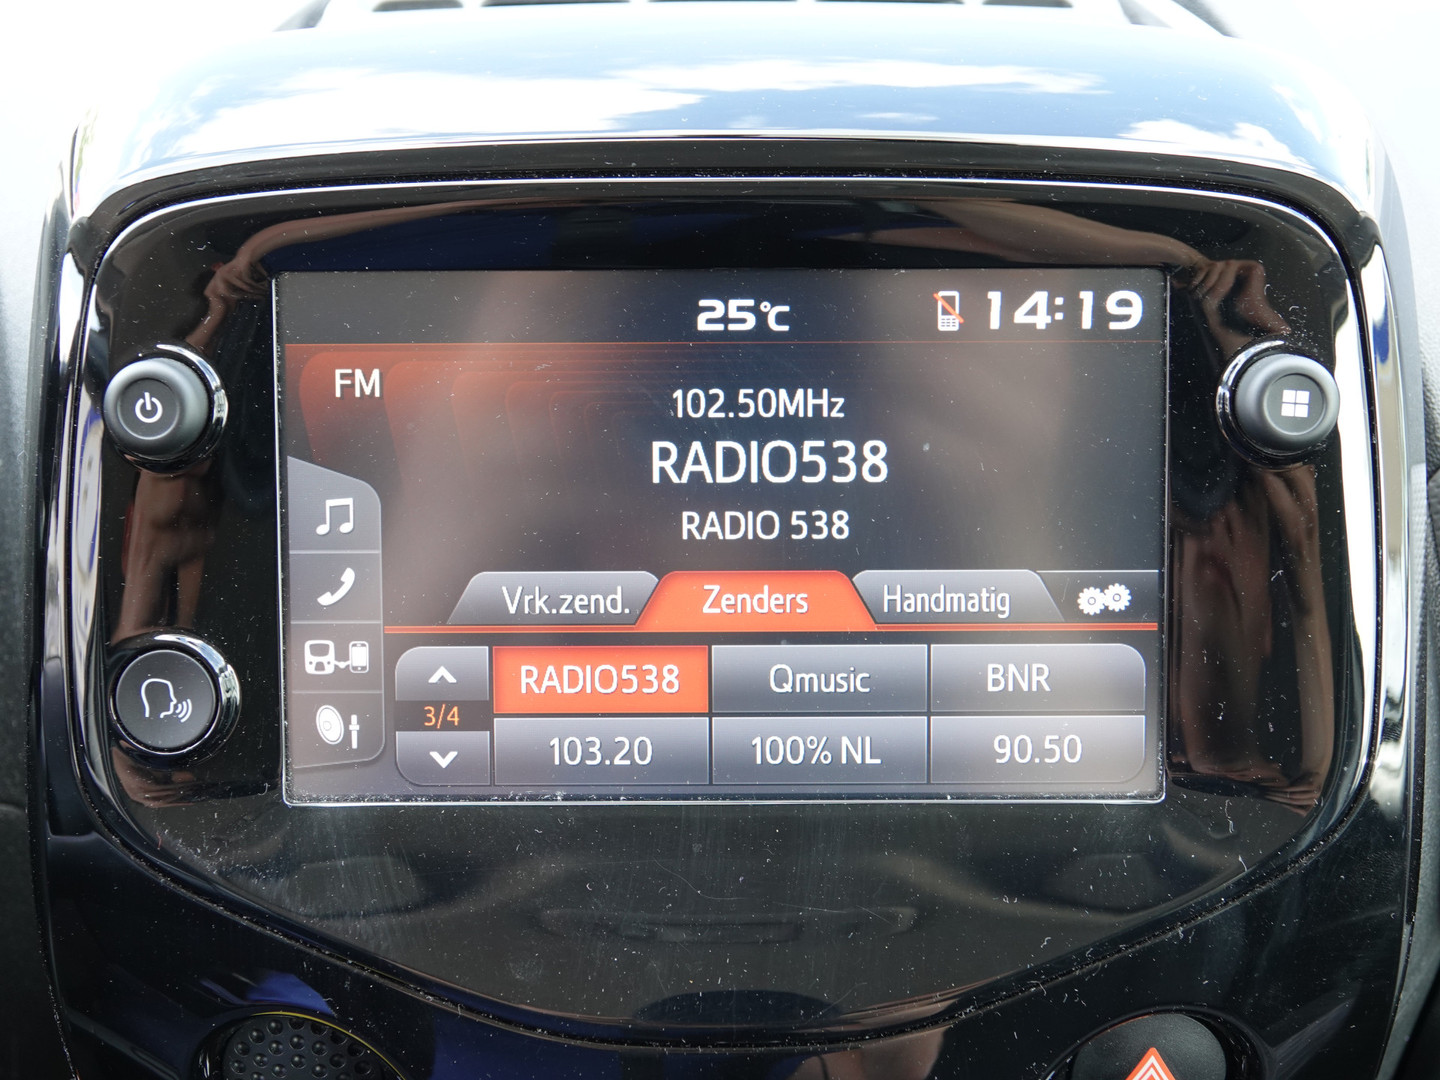 25°C
14:19
FM
102.50MHz
RADIO538
RADIO 538
Vrk.zend.
Zenders
Handmatig
RADIO538
Qmusic
BNR
3/4
103.20
100% NL
90.50